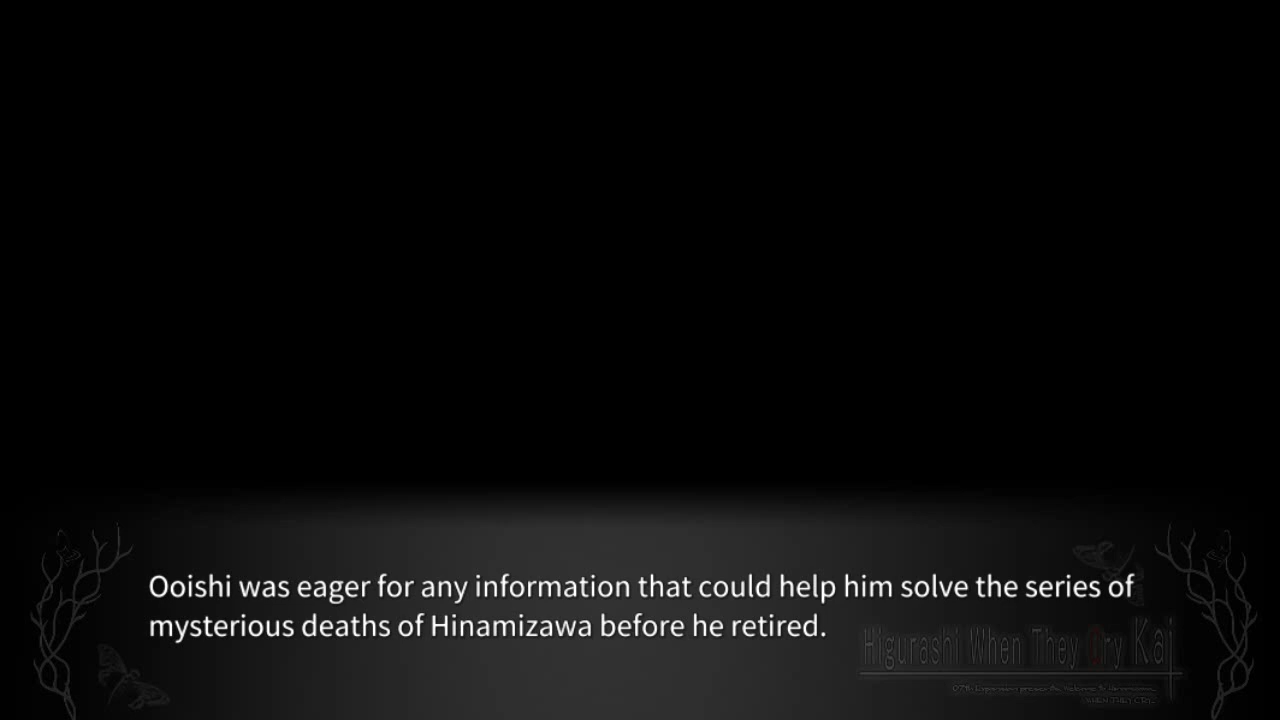 Ooishi was eager for any information that could help him solve the series of
mysterious deaths of Hinamizawa before he retired.
Higurashi When They Cry Kai